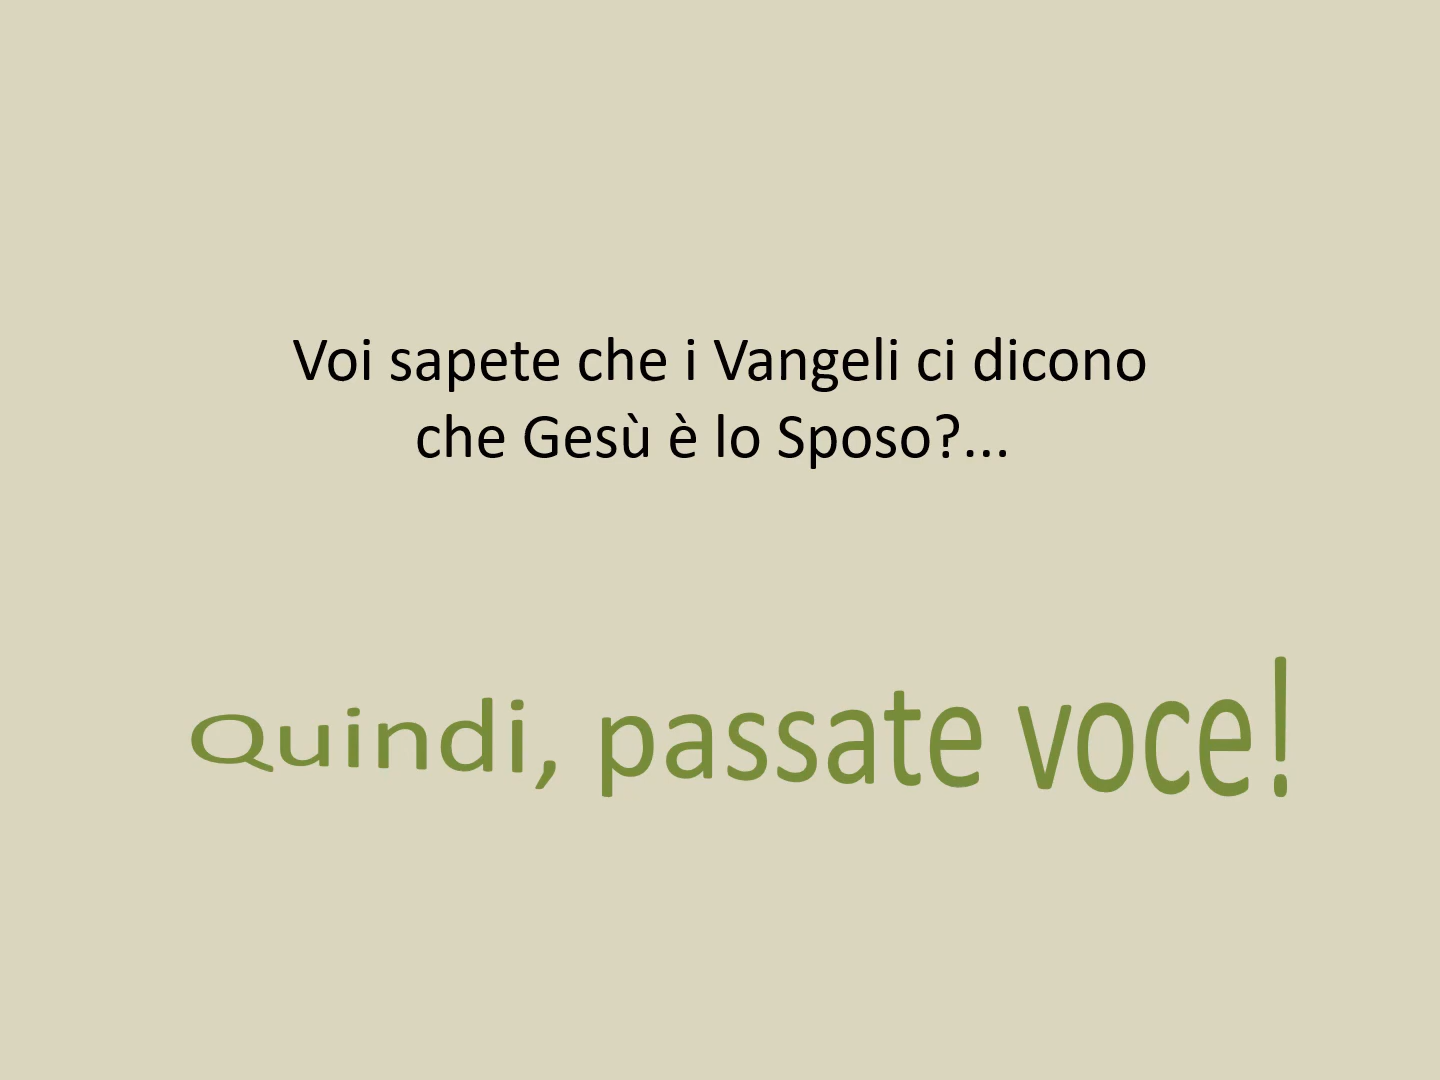 Voi sapete che i Vangeli ci dicono
che Gesù è lo Sposo?...
Quindi, passate voce!